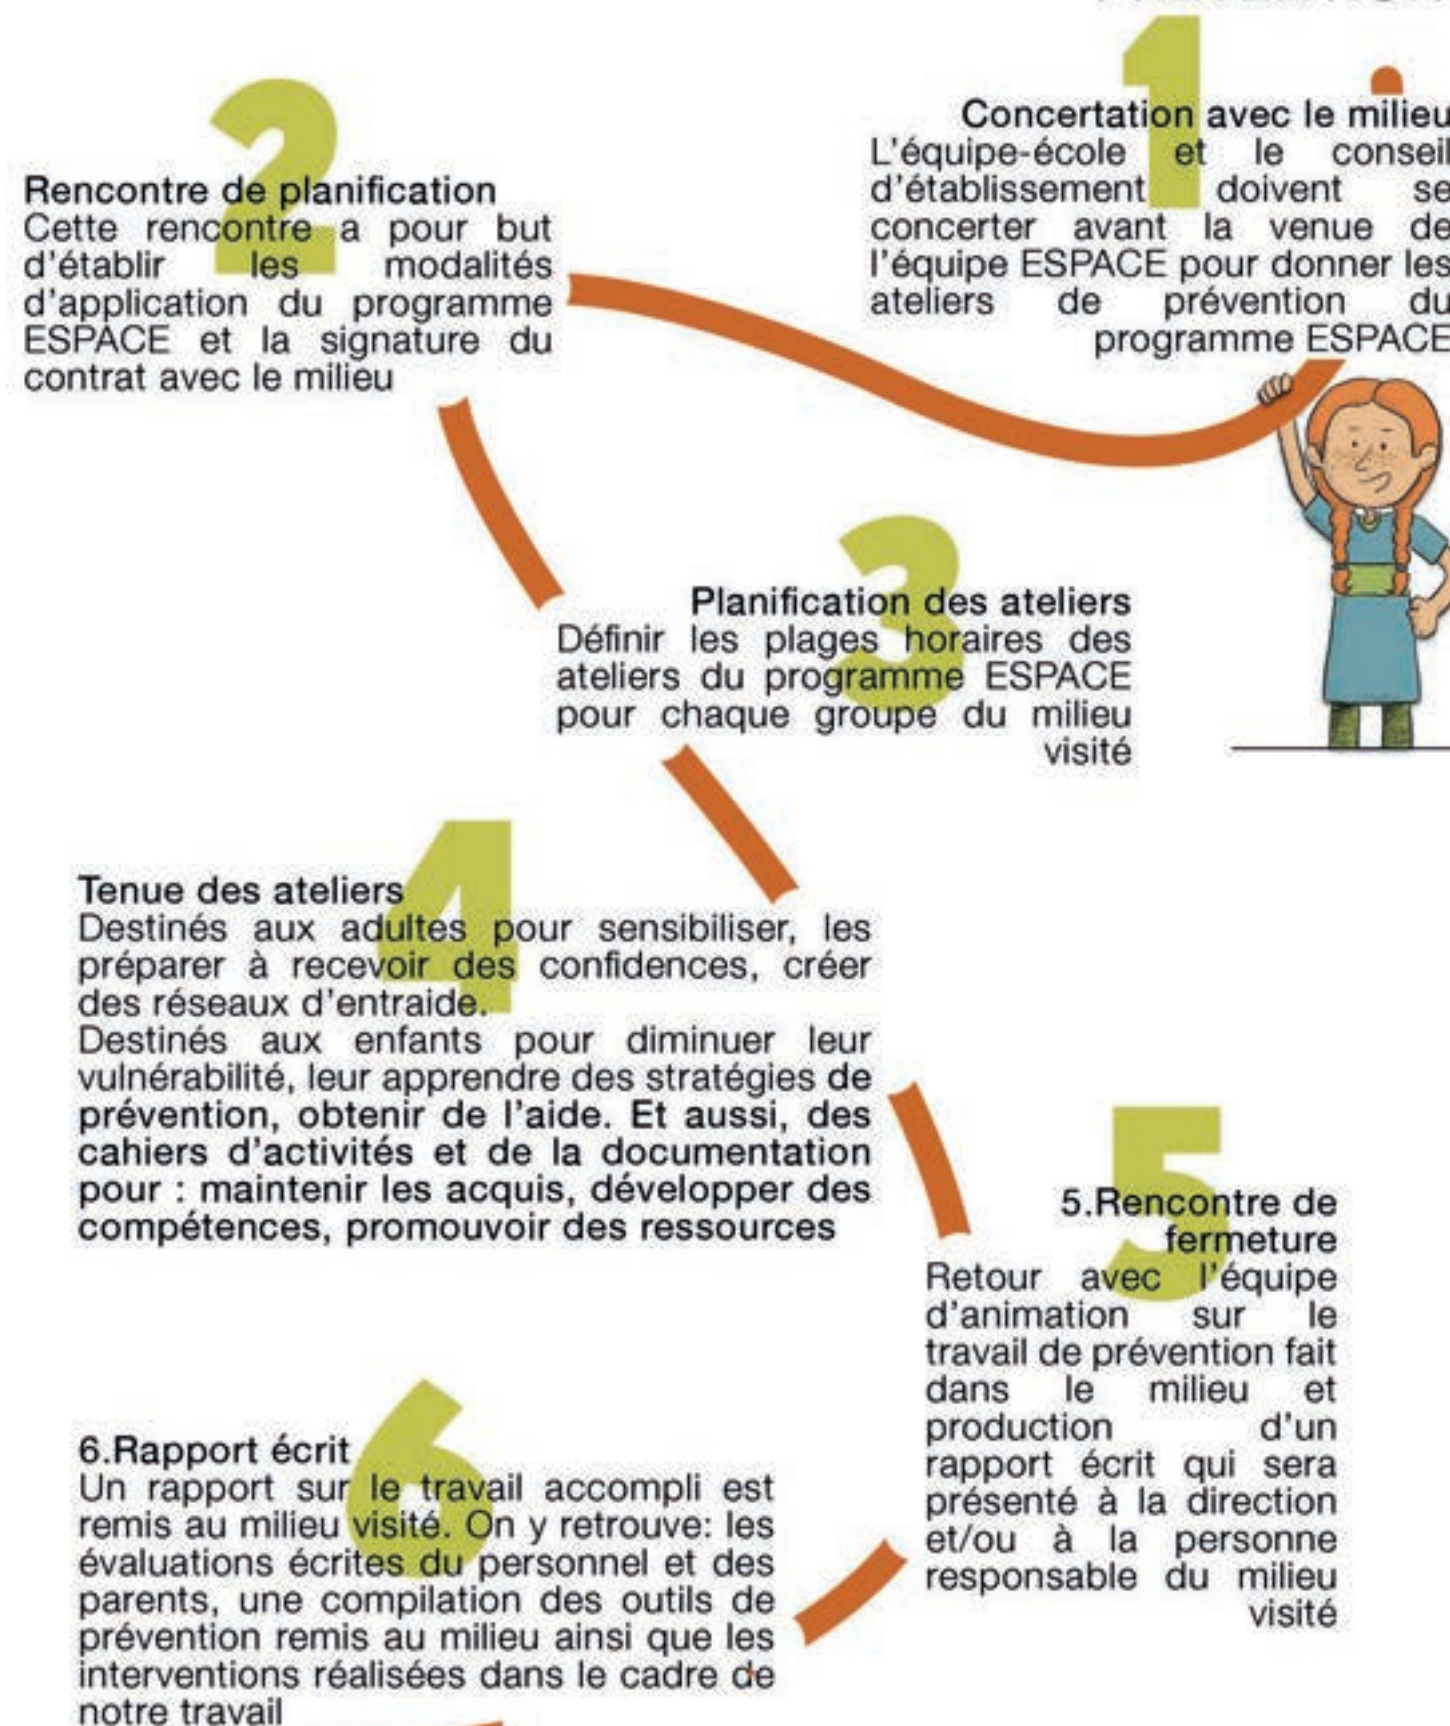 1
Concertation avec le milieu
L'équipe-école et le conseil
d'établissement doivent se
concerter avant la venue de
l'équipe ESPACE pour donner les
ateliers de prévention du
programme ESPACE
2
Rencontre de planification
Cette rencontre a pour but
d'établir les modalités
d'application du programme
ESPACE et la signature du
contrat avec le milieu
3
Planification des ateliers
Définir les plages horaires des
ateliers du programme ESPACE
pour chaque groupe du milieu
visité
4
Tenue des ateliers
Destinés aux adultes pour sensibiliser, les
préparer à recevoir des confidences, créer
des réseaux d'entraide.
Destinés aux enfants pour diminuer leur
vulnérabilité, leur apprendre des stratégies de
prévention, obtenir de l'aide. Et aussi, des
cahiers d'activités et de la documentation
pour : maintenir les acquis, développer des
compétences, promouvoir des ressources
5
5.Rencontre de
fermeture
Retour avec l'équipe
d'animation sur le
travail de prévention fait
dans le milieu et
production d'un
rapport écrit qui sera
présenté à la direction
et/ou à la personne
responsable du milieu
visité
6
6.Rapport écrit
Un rapport sur le travail accompli est
remis au milieu visité. On y retrouve: les
évaluations écrites du personnel et des
parents, une compilation des outils de
prévention remis au milieu ainsi que les
interventions réalisées dans le cadre de
notre travail